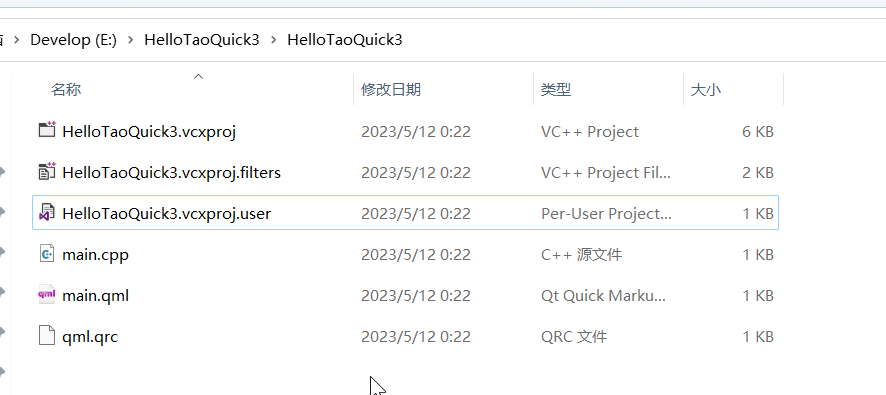 Develop (E:) > HelloTaoQuick3 > HelloTaoQuick3
名称 修改日期 类型 大小
HelloTaoQuick3.vcxproj 2023/5/12 0:22 VC++ Project 6 KB
HelloTaoQuick3.vcxproj.filters 2023/5/12 0:22 VC++ Project Fil... 2 KB
HelloTaoQuick3.vcxproj.user 2023/5/12 0:22 Per-User Project... 1 KB
main.cpp 2023/5/12 0:22 C++ 源文件 1 KB
main.qml 2023/5/12 0:22 Qt Quick Marku... 1 KB
qml.qrc 2023/5/12 0:22 QRC 文件 1 KB